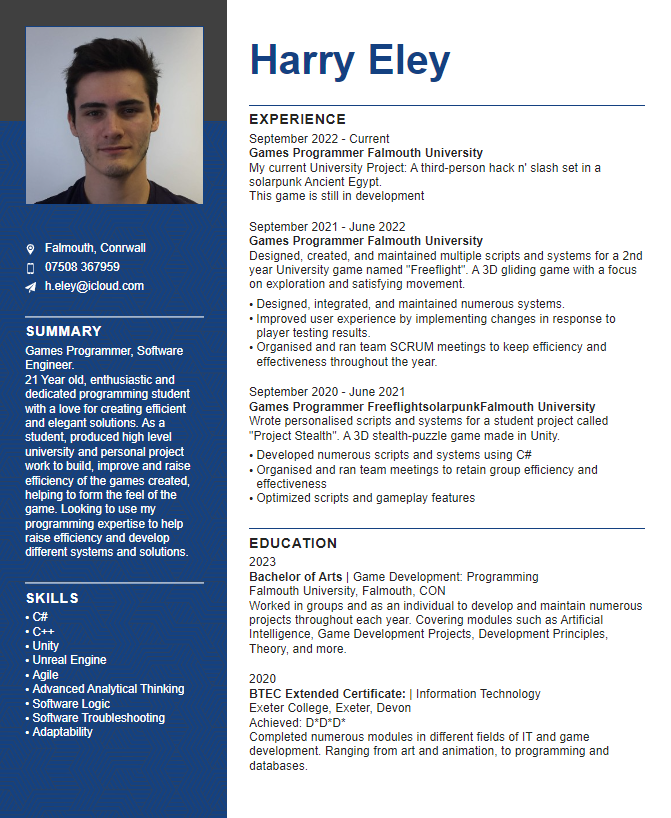 Harry Eley
Falmouth, Conrwall
07508 367959
h.eley@icloud.com
SUMMARY
Games Programmer, Software
Engineer.
21 Year old, enthusiastic and
dedicated programming student
with a love for creating efficient
and elegant solutions. As a
student, produced high level
university and personal project
work to build, improve and raise
efficiency of the games created,
helping to form the feel of the
game. Looking to use my
programming expertise to help
raise efficiency and develop
different systems and solutions.
SKILLS
• C#
• C++
• Unity
• Unreal Engine
• Agile
• Advanced Analytical Thinking
• Software Logic
• Software Troubleshooting
• Adaptability
EXPERIENCE
September 2022 - Current
Games Programmer Falmouth University
My current University Project: A third-person hack n' slash set in a
solarpunk Ancient Egypt.
This game is still in development
September 2021 - June 2022
Games Programmer Falmouth University
Designed, created, and maintained multiple scripts and systems for a 2nd
year University game named "Freeflight". A 3D gliding game with a focus
on exploration and satisfying movement.
• Designed, integrated, and maintained numerous systems.
• Improved user experience by implementing changes in response to
player testing results.
• Organised and ran team SCRUM meetings to keep efficiency and
effectiveness throughout the year.
September 2020 - June 2021
Games Programmer FreeflightsolarpunkFalmouth University
Wrote personalised scripts and systems for a student project called
"Project Stealth". A 3D stealth-puzzle game made in Unity.
• Developed numerous scripts and systems using C#
• Organised and ran team meetings to retain group efficiency and
effectiveness
• Optimized scripts and gameplay features
EDUCATION
2023
Bachelor of Arts | Game Development: Programming
Falmouth University, Falmouth, CON
Worked in groups and as an individual to develop and maintain numerous
projects throughout each year. Covering modules such as Artificial
Intelligence, Game Development Projects, Development Principles,
Theory, and more.
2020
BTEC Extended Certificate: | Information Technology
Exeter College, Exeter, Devon
Achieved: D*D*D*
Completed numerous modules in different fields of IT and game
development. Ranging from art and animation, to programming and
databases.